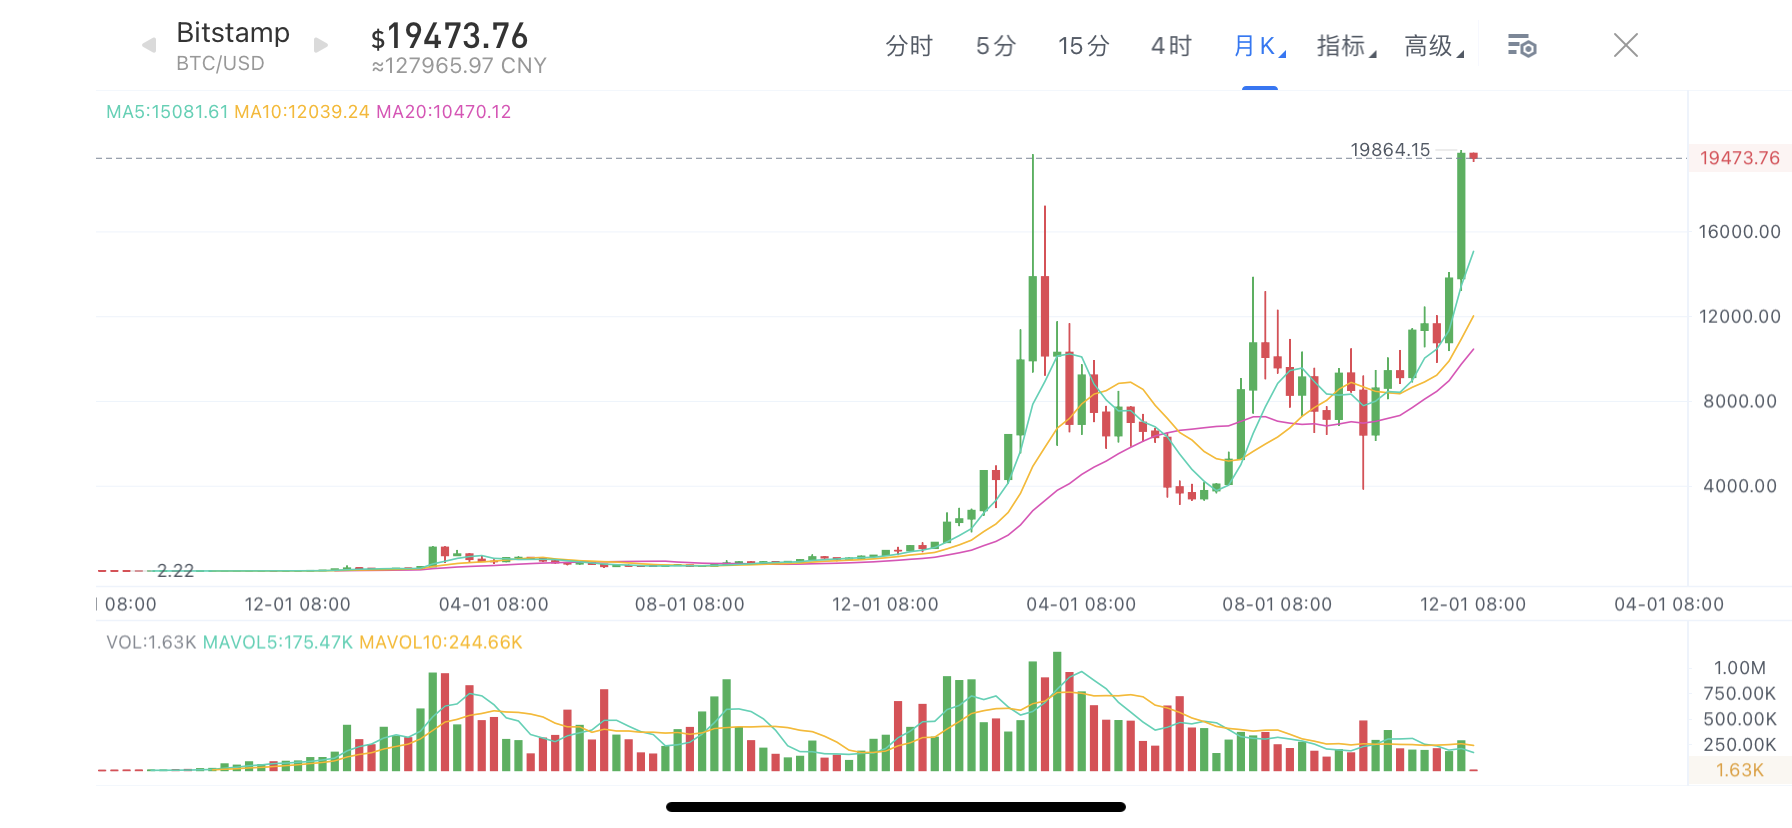 Bitstamp
BTC/USD
$19473.76
≈127965.97 CNY
分时 5分 15分 4时 月K 指标 高级
MA5:15081.61 MA10:12039.24 MA20:10470.12
19864.15
19473.76
16000.00
12000.00
8000.00
4000.00
2.22
08:00 12-01 08:00 04-01 08:00 08-01 08:00 12-01 08:00 04-01 08:00 08-01 08:00 12-01 08:00 04-01 08:00
VOL:1.63K MAVOL5:175.47K MAVOL10:244.66K
1.00M
750.00K
500.00K
250.00K
1.63K